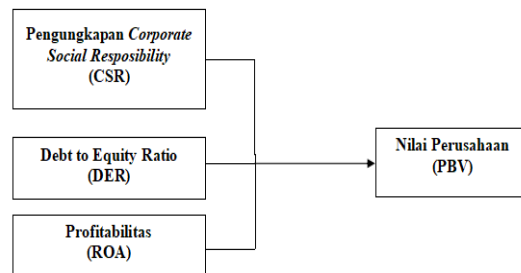 Pengungkapan Corporate
Social Resposibility
(CSR)
Debt to Equity Ratio
(DER)
Nilai Perusahaan
(PBV)
Profitabilitas
(ROA)